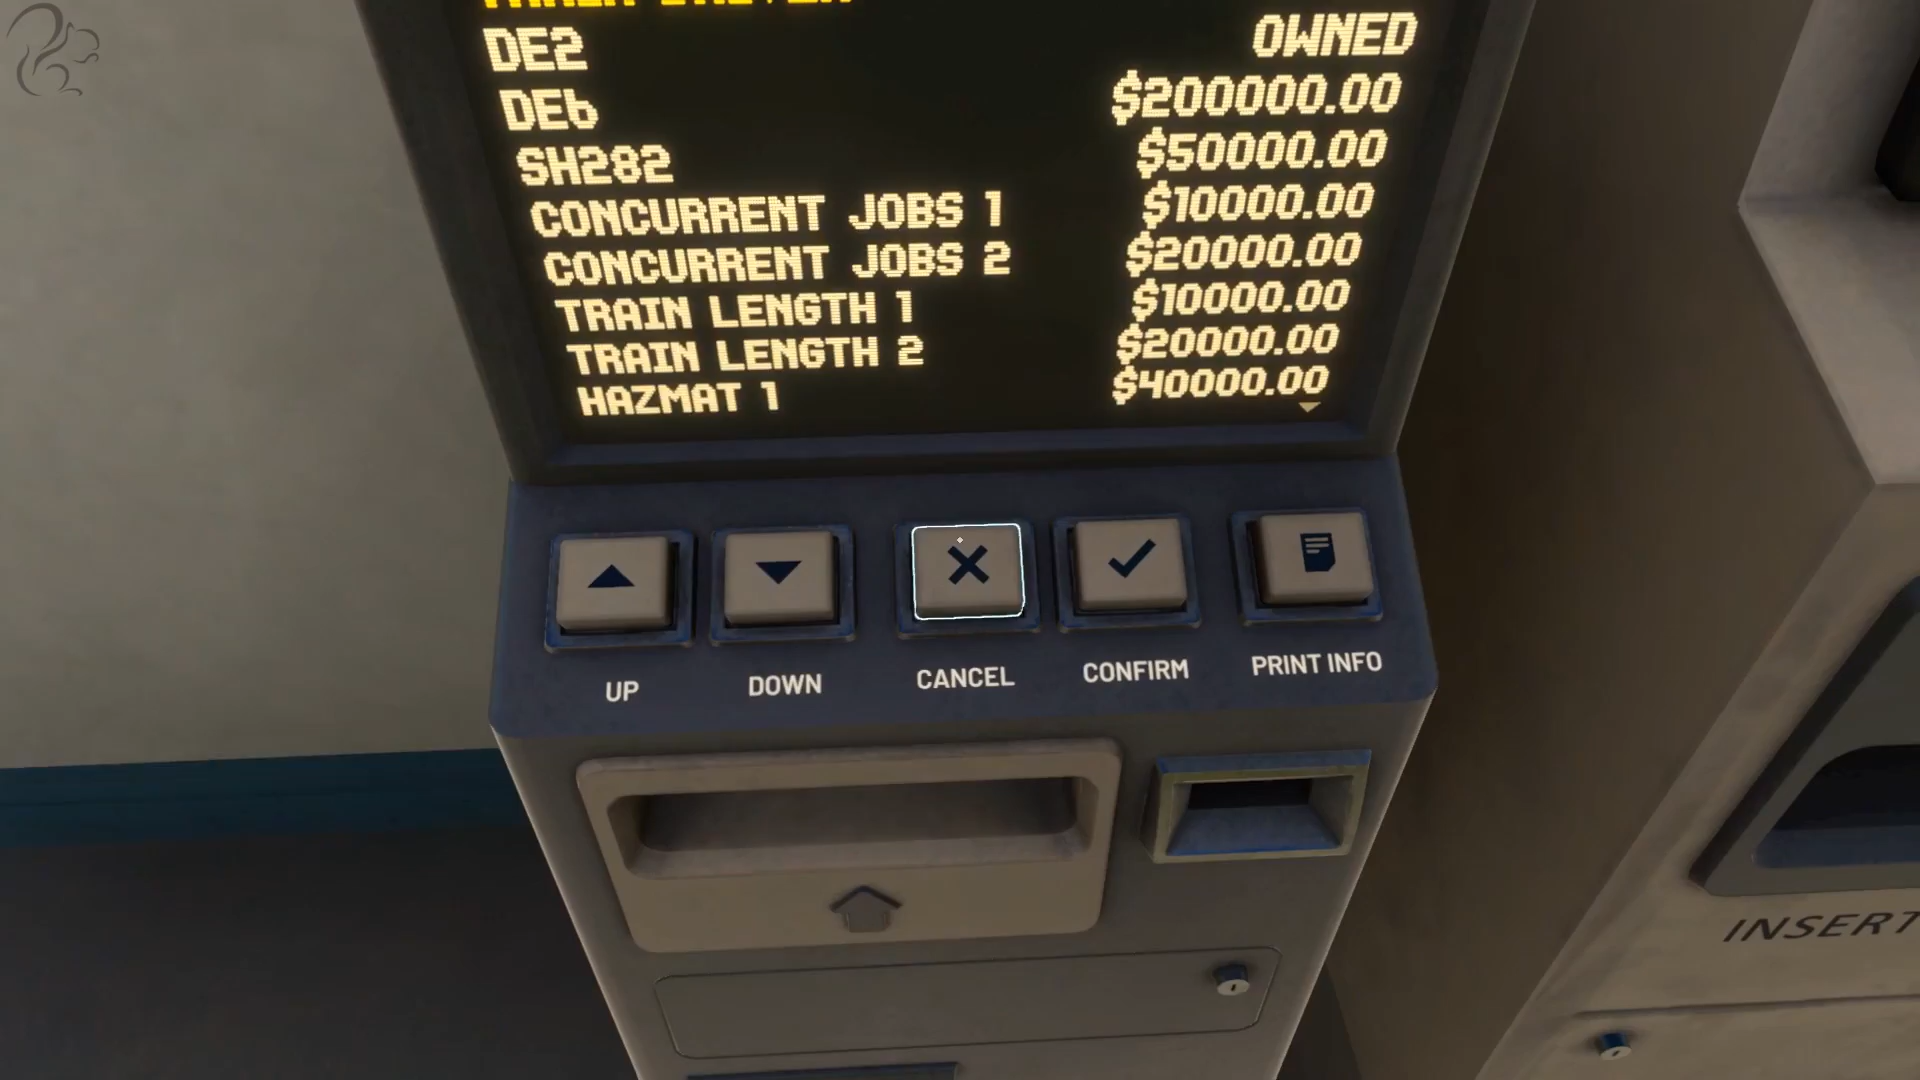 TRAIN DRIVER
DE2 OWNED
DE6 $200000.00
SH282 $50000.00
CONCURRENT JOBS 1 $10000.00
CONCURRENT JOBS 2 $20000.00
TRAIN LENGTH 1 $10000.00
TRAIN LENGTH 2 $20000.00
HAZMAT 1 $40000.00
UP DOWN CANCEL CONFIRM PRINT INFO
INSERT